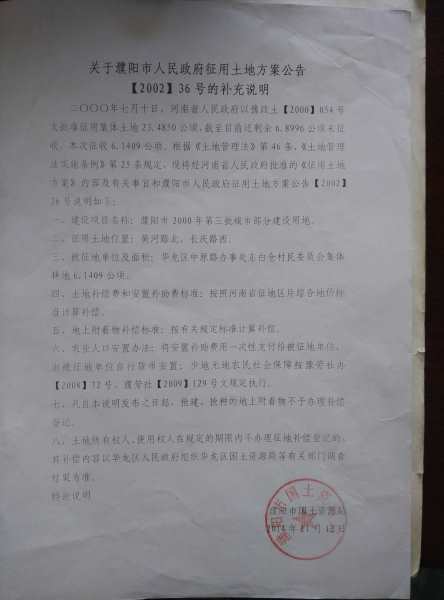 关于濮阳市人民政府征用土地方案公告
【2002】36号的补充说明
二〇〇〇年七月十日，河南省人民政府以豫政土【2000】054号
文批准征用集体土地23.4850公顷，截至目前还剩余6.8996公顷未征
收。本次征收6.1409公顷。根据《土地管理法》第46条、《土地管理
法实施条例》第25条规定，现将经河南省人民政府批准的《征用土地
方案》内容及有关事宜和濮阳市人民政府征用土地方案公告【2002】
36号说明如下：
一、建设项目名称：濮阳市2000年第三批城市部分建设用地。
二、征用土地位置：黄河路北，长庆路西。
三、被征地单位及面积：华龙区中原路办事处东白仓村民委员会集体
耕地6.1409公顷。
四、土地补偿费和安置补助费标准：按照河南省征地区片综合地价标
准计算补偿。
五、地上附着物补偿标准：按有关规定标准计算补偿。
六、农业人口安置办法：将安置补助费用一次性支付给被征地单位，
由被征地单位自行货币安置；少地无地农民社会保障按豫劳社办
【2008】72号、濮劳社【2009】129号文规定执行。
七、凡自本说明发布之日起，抢建、抢种的地上附着物不予办理补偿
登记。
八、土地所有权人、使用权人在规定的期限内不办理征地补偿登记的，
其补偿内容以华龙区人民政府组织华龙区国土资源局等有关部门调查
结果为准。
特此说明
濮阳市国土资源局
2014年11月12日